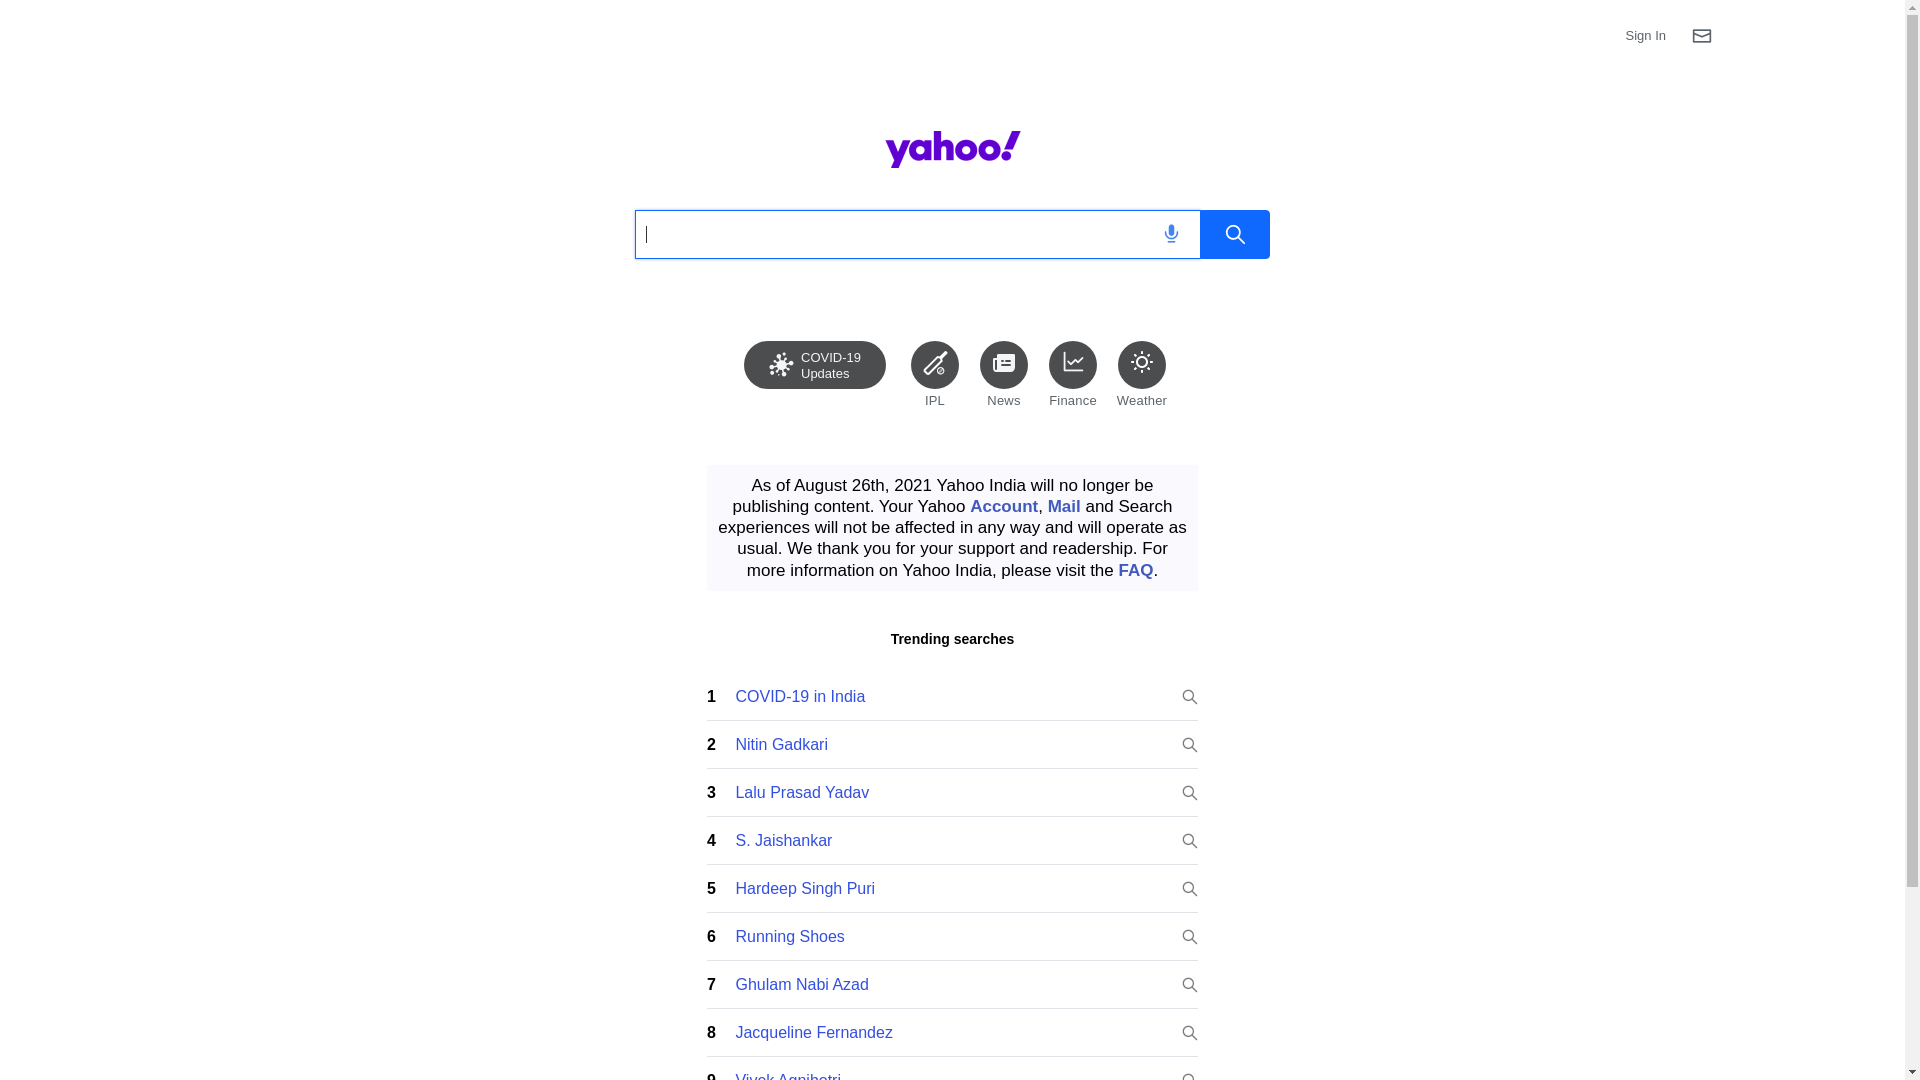 Sign In
yahoo!
COVID-19
Updates
IPL
News
Finance
Weather
As of August 26th, 2021 Yahoo India will no longer be
publishing content. Your Yahoo Account, Mail and Search
experiences will not be affected in any way and will operate as
usual. We thank you for your support and readership. For
more information on Yahoo India, please visit the FAQ.
Trending searches
1 COVID-19 in India
2 Nitin Gadkari
3 Lalu Prasad Yadav
4 S. Jaishankar
5 Hardeep Singh Puri
6 Running Shoes
7 Ghulam Nabi Azad
8 Jacqueline Fernandez
9 Vivek Agnihotri